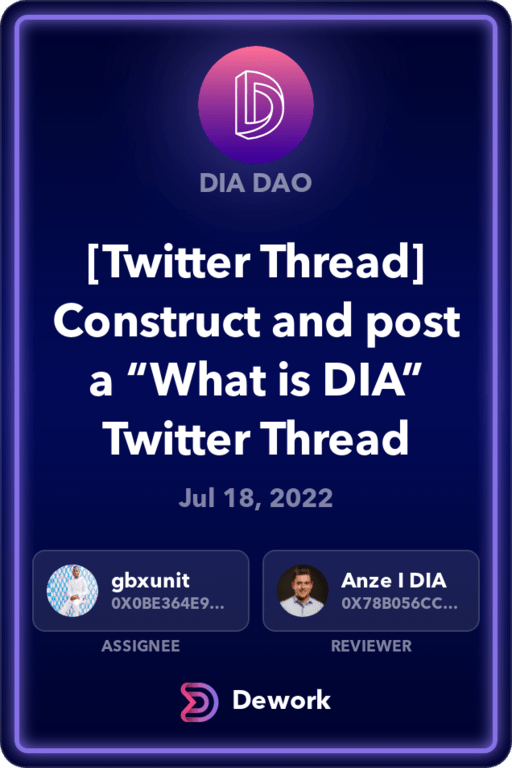 DIA DAO
[Twitter Thread]
Construct and post
a “What is DIA”
Twitter Thread
Jul 18, 2022
gbxunit
0X0BE364E9...
Anze I DIA
0X78B056CC...
ASSIGNEE
REVIEWER
Dework